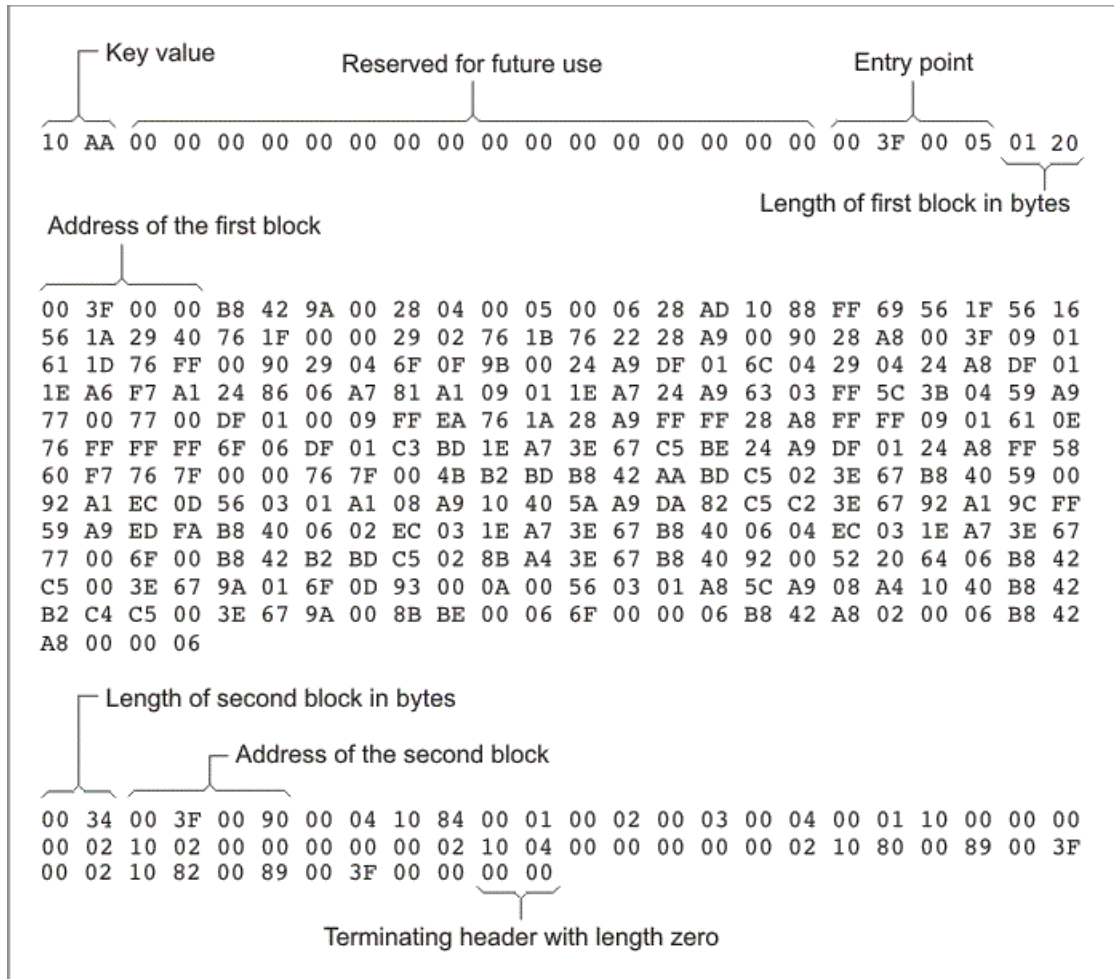 Key value
Reserved for future use
Entry point
10 AA 00 00 00 00 00 00 00 00 00 00 00 00 00 00 00 00 00 3F 00 05 01 20
Length of first block in bytes
Address of the first block
00 3F 00 00 B8 42 9A 00 28 04 00 05 00 06 28 AD 10 88 FF 69 56 1F 56 16
56 1A 29 40 76 1F 00 00 29 02 76 1B 76 22 28 A9 00 90 28 A8 00 3F 09 01
61 1D 76 FF 00 90 29 04 6F 0F 9B 00 24 A9 DF 01 6C 04 29 04 24 A8 DF 01
1E A6 F7 A1 24 86 06 A7 81 A1 09 01 1E A7 24 A9 63 03 FF 5C 3B 04 59 A9
77 00 77 00 DF 01 00 09 FF EA 76 1A 28 A9 FF FF 28 A8 FF FF 09 01 61 0E
76 FF FF FF 6F 06 DF 01 C3 BD 1E A7 3E 67 C5 BE 24 A9 DF 01 24 A8 FF 58
60 F7 76 7F 00 00 76 7F 00 4B B2 BD B8 42 AA BD C5 02 3E 67 B8 40 59 00
92 A1 EC 0D 56 03 01 A1 08 A9 10 40 5A A9 DA 82 C5 C2 3E 67 92 A1 9C FF
59 A9 ED FA B8 40 06 02 EC 03 1E A7 3E 67 B8 40 06 04 EC 03 1E A7 3E 67
77 00 6F 00 B8 42 B2 BD C5 02 8B A4 3E 67 B8 40 92 00 52 20 64 06 B8 42
C5 00 3E 67 9A 01 6F 0D 93 00 0A 00 56 03 01 A8 5C A9 08 A4 10 40 B8 42
B2 C4 C5 00 3E 67 9A 00 8B BE 00 06 6F 00 00 06 B8 42 A8 02 00 06 B8 42
A8 00 00 06
Length of second block in bytes
Address of the second block
00 34 00 3F 00 90 00 04 10 84 00 01 00 02 00 03 00 04 00 01 10 00 00 00
00 02 10 02 00 00 00 00 00 02 10 04 00 00 00 00 00 02 10 80 00 89 00 3F
00 02 10 82 00 89 00 3F 00 00 00 00
Terminating header with length zero